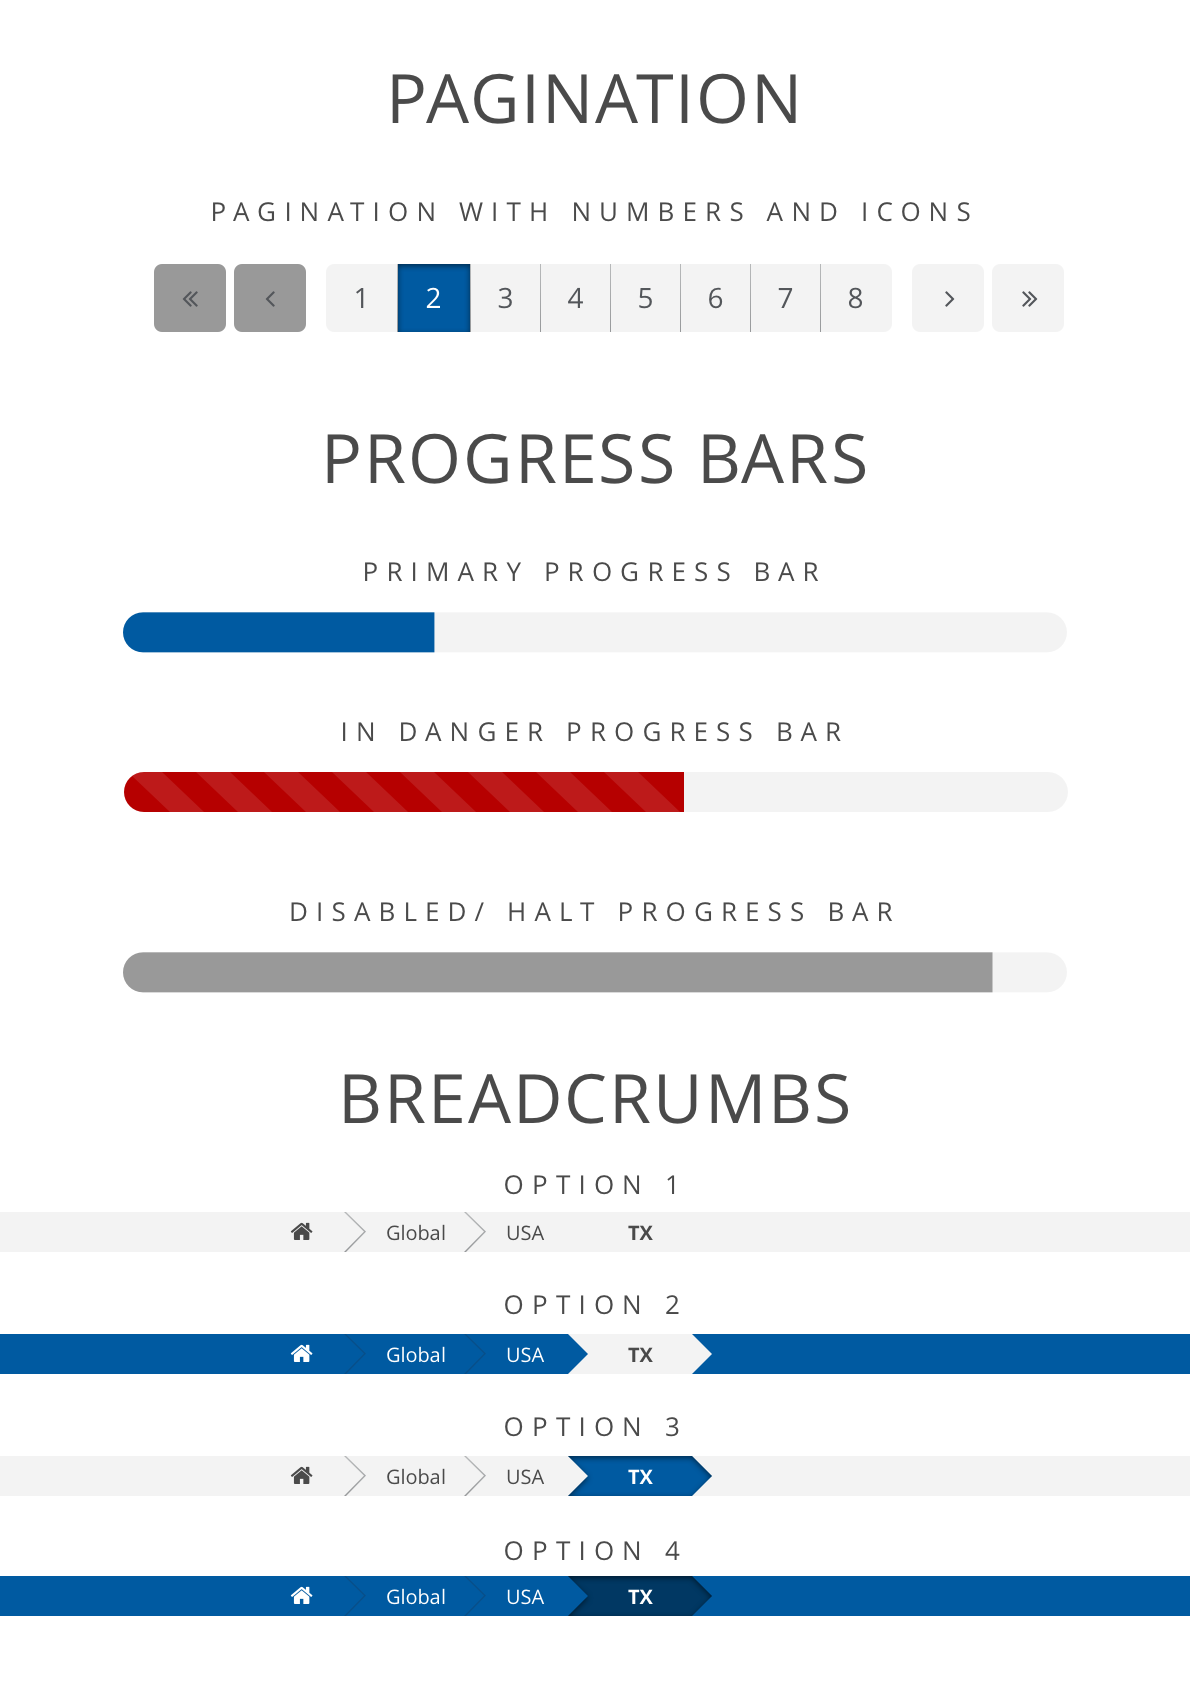 PAGINATION
PAGINATION WITH NUMBERS AND ICONS
« ‹ 1 2 3 4 5 6 7 8 › »
PROGRESS BARS
PRIMARY PROGRESS BAR
IN DANGER PROGRESS BAR
DISABLED/ HALT PROGRESS BAR
BREADCRUMBS
OPTION 1
Global USA TX
OPTION 2
Global USA TX
OPTION 3
Global USA TX
OPTION 4
Global USA TX